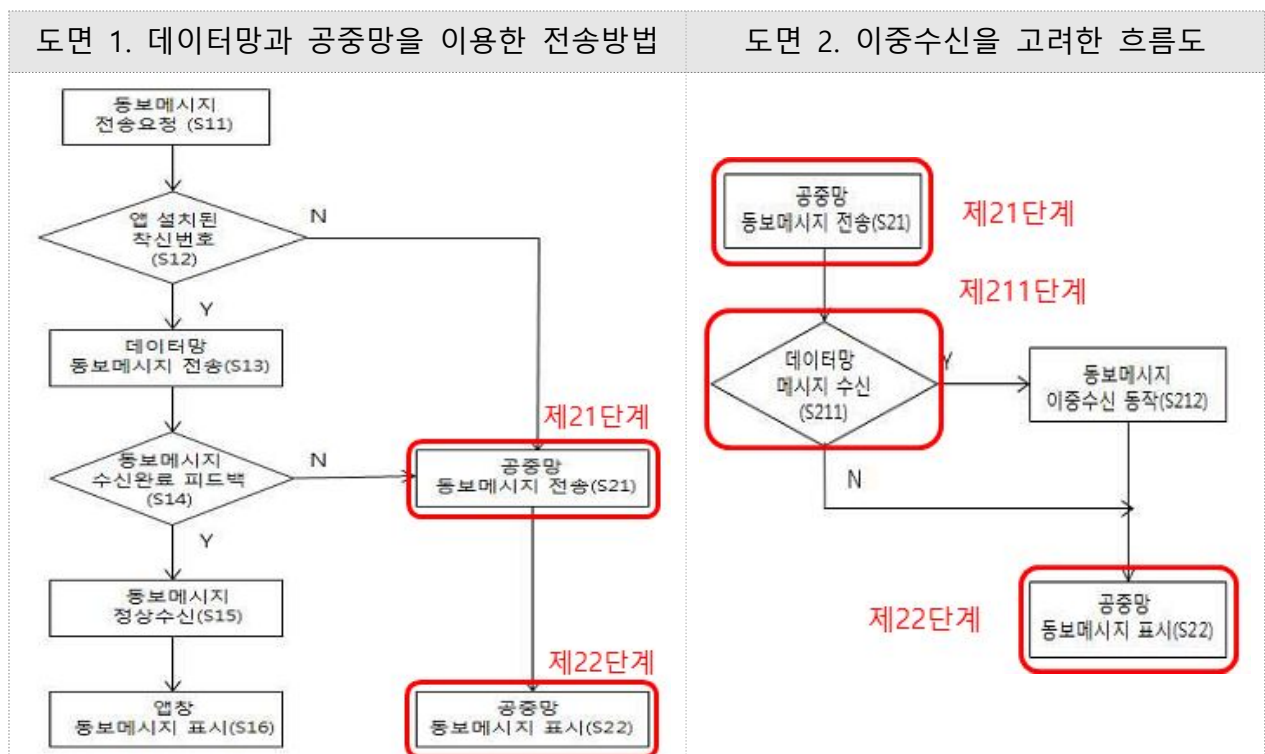 도면 1. 데이터망과 공중망을 이용한 전송방법
동보메시지
전송요청 (S11)
앱 설치된
착신번호
(S12)
N
Y
데이터망
동보메시지 전송(S13)
동보메시지
수신완료 피드백
(S14)
N
Y
제21단계
공중망
동보메시지 전송(S21)
동보메시지
정상수신(S15)
앱창
동보메시지 표시(S16)
제22단계
공중망
동보메시지 표시(S22)
도면 2. 이중수신을 고려한 흐름도
공중망
동보메시지 전송(S21)
제21단계
제211단계
데이터망
메시지 수신
(S211)
Y
동보메시지
이중수신 동작(S212)
N
제22단계
공중망
동보메시지 표시(S22)